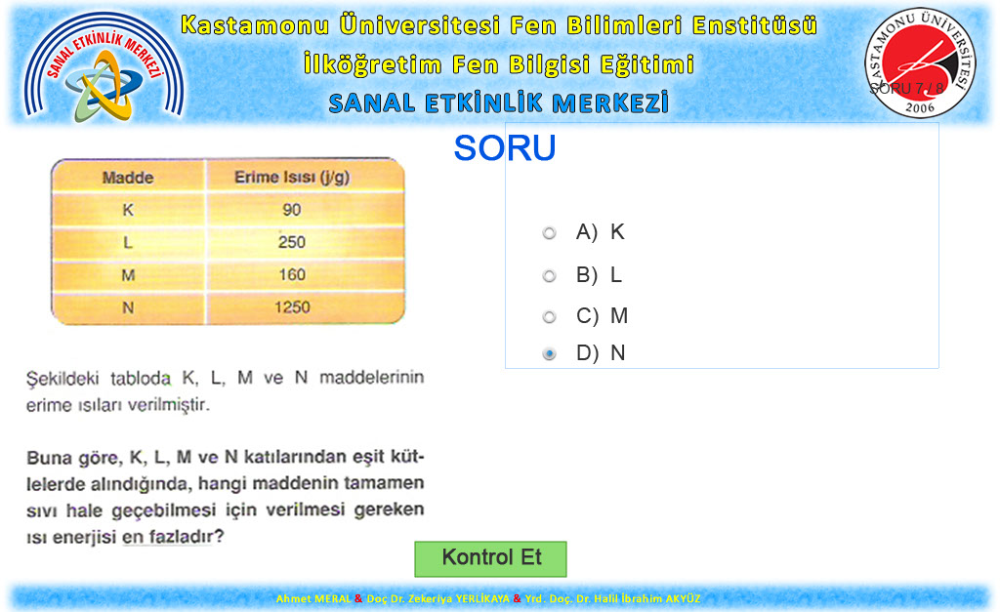 Kastamonu Üniversitesi Fen Bilimleri Enstitüsü
İlköğretim Fen Bilgisi Eğitimi
SANAL ETKİNLİK MERKEZİ
SANAL ETKİNLİK MERKEZİ
KASTAMONU ÜNİVERSİTESİ
2006
SORU 7 / 8
SORU
Madde Erime Isısı (j/g)
K 90
L 250
M 160
N 1250
Şekildeki tabloda K, L, M ve N maddelerinin
erime ısıları verilmiştir.
Buna göre, K, L, M ve N katılarından eşit küt-
lelerde alındığında, hangi maddenin tamamen
sıvı hale geçebilmesi için verilmesi gereken
ısı enerjisi en fazladır?
A) K
B) L
C) M
D) N
Kontrol Et
Ahmet MERAL & Doç Dr. Zekeriya YERLİKAYA & Yrd. Doç. Dr. Halil İbrahim AKYÜZ